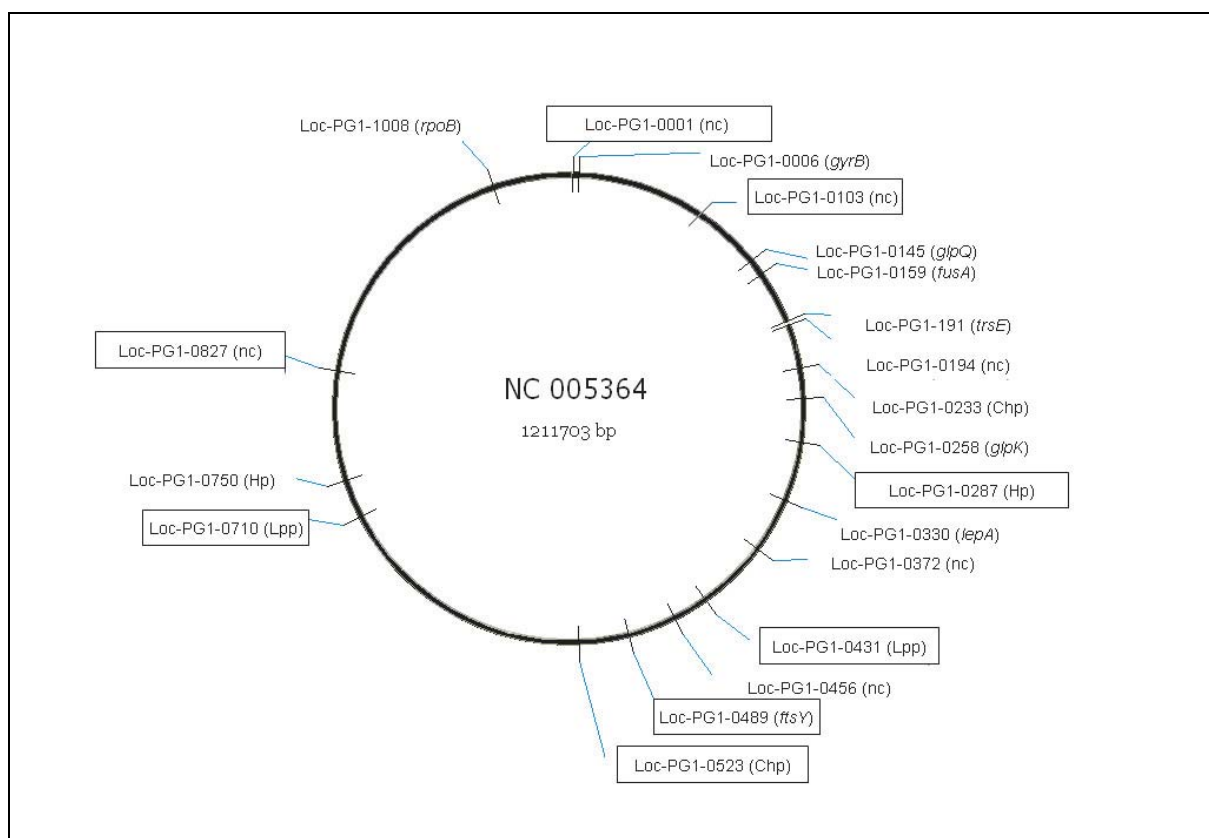 Loc-PG1-1008 (rpoB)
Loc-PG1-0001 (nc)
Loc-PG1-0006 (gyrB)
Loc-PG1-0103 (nc)
Loc-PG1-0145 (glpQ)
Loc-PG1-0159 (fusA)
Loc-PG1-191 (trsE)
Loc-PG1-0194 (nc)
Loc-PG1-0233 (Chp)
Loc-PG1-0258 (glpK)
Loc-PG1-0287 (Hp)
Loc-PG1-0330 (lepA)
Loc-PG1-0372 (nc)
Loc-PG1-0431 (Lpp)
Loc-PG1-0456 (nc)
Loc-PG1-0489 (ftsY)
Loc-PG1-0523 (Chp)
Loc-PG1-0710 (Lpp)
Loc-PG1-0750 (Hp)
Loc-PG1-0827 (nc)
NC 005364
1211703 bp